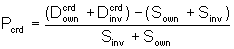 P_crd = ((D_own^crd + D_inv^crd) − (S_own + S_inv)) / (S_inv + S_own)